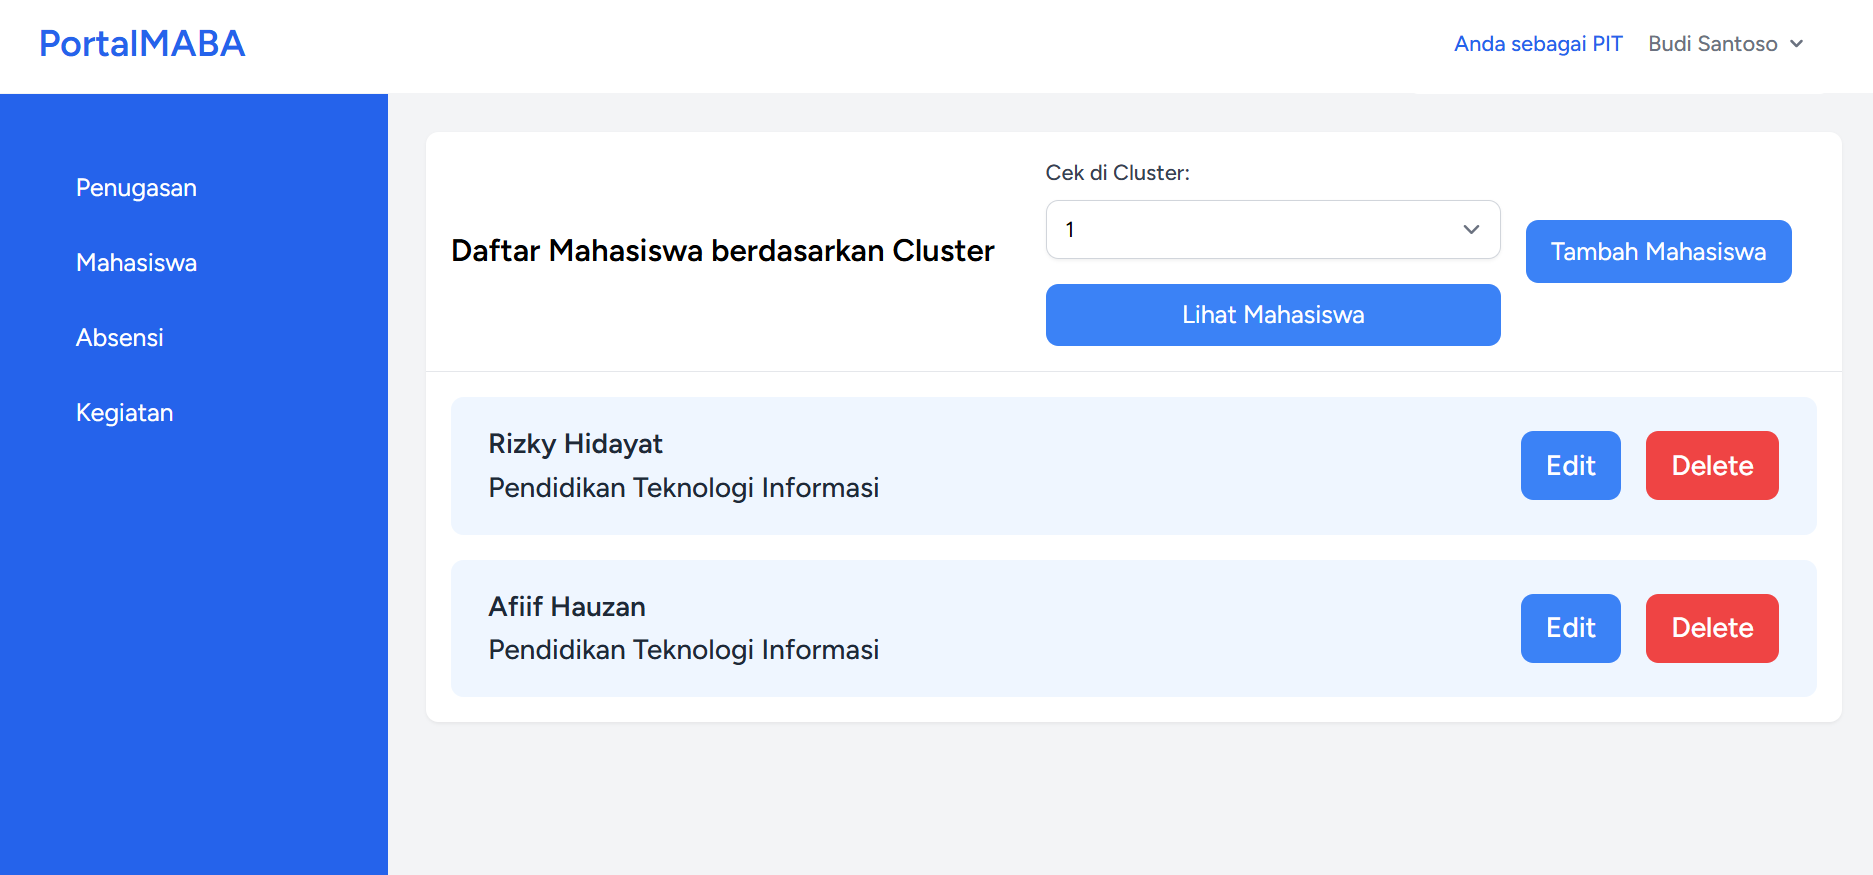 PortalMABA
Anda sebagai PIT
Budi Santoso
Penugasan
Mahasiswa
Absensi
Kegiatan
Daftar Mahasiswa berdasarkan Cluster
Cek di Cluster:
1
Lihat Mahasiswa
Tambah Mahasiswa
Rizky Hidayat
Pendidikan Teknologi Informasi
Edit
Delete
Afiif Hauzan
Pendidikan Teknologi Informasi
Edit
Delete